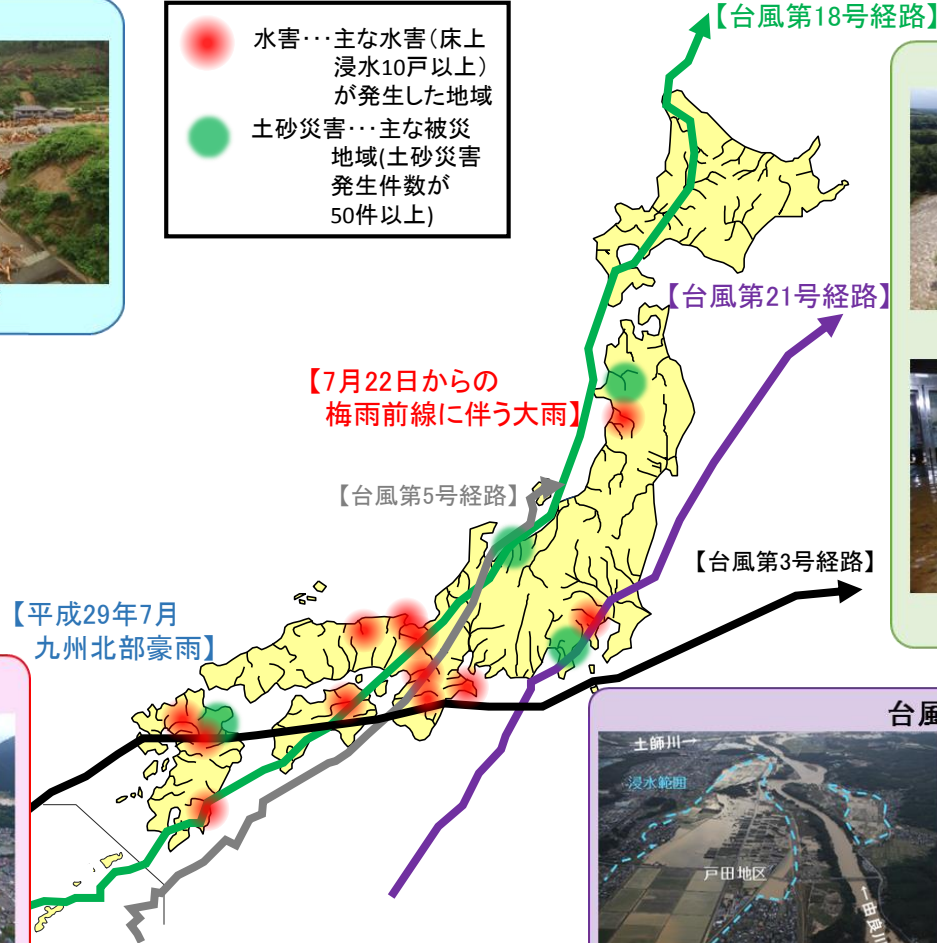 【台風第18号経路】
水害･･･主な水害（床上
浸水10戸以上）
が発生した地域
土砂災害･･･主な被災
地域(土砂災害
発生件数が
50件以上)
【台風第21号経路】
【7月22日からの
梅雨前線に伴う大雨】
【台風第5号経路】
【台風第3号経路】
【平成29年7月
九州北部豪雨】
台風
土師川→
浸水範囲
戸田地区
←由良川